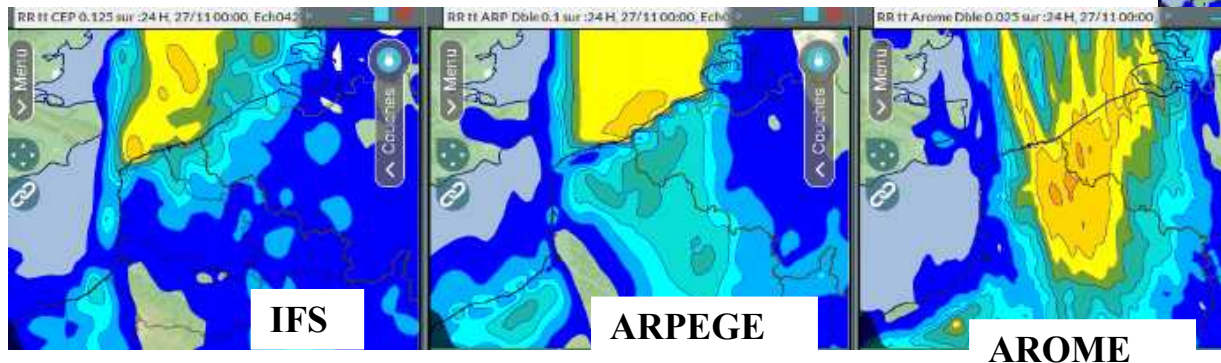 RR tt CEP 0.125 sur :24 H, 27/11 00:00, Ech042
RR tt ARP Dble 0.1 sur :24 H, 27/11 00:00, Ech0
RR tt Arome Dble 0.025 sur :24 H, 27/11 00:00,
Menu
Couches
Menu
Couches
Menu
IFS
ARPEGE
AROME